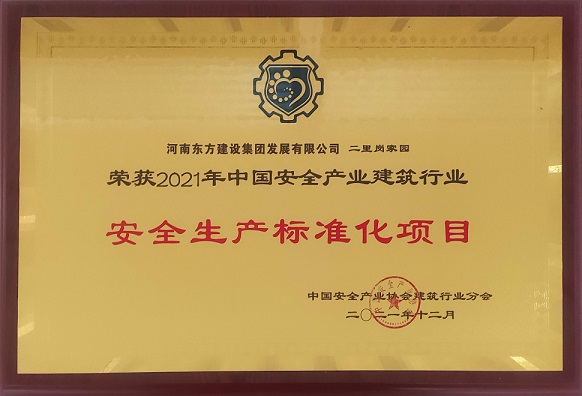 河南东方建设集团发展有限公司 二里岗家园
荣获2021年中国安全产业建筑行业
安全生产标准化项目
中国安全产业协会建筑行业分会
二〇二一年十二月